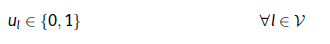 u_l ∈ {0,1} ∀l ∈ 𝒱